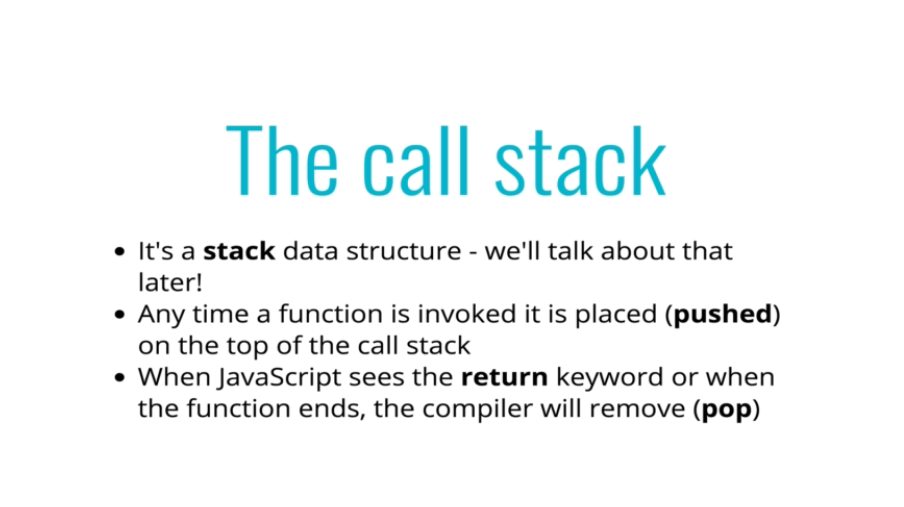 The call stack
• It's a stack data structure - we'll talk about that
later!
• Any time a function is invoked it is placed (pushed)
on the top of the call stack
• When JavaScript sees the return keyword or when
the function ends, the compiler will remove (pop)